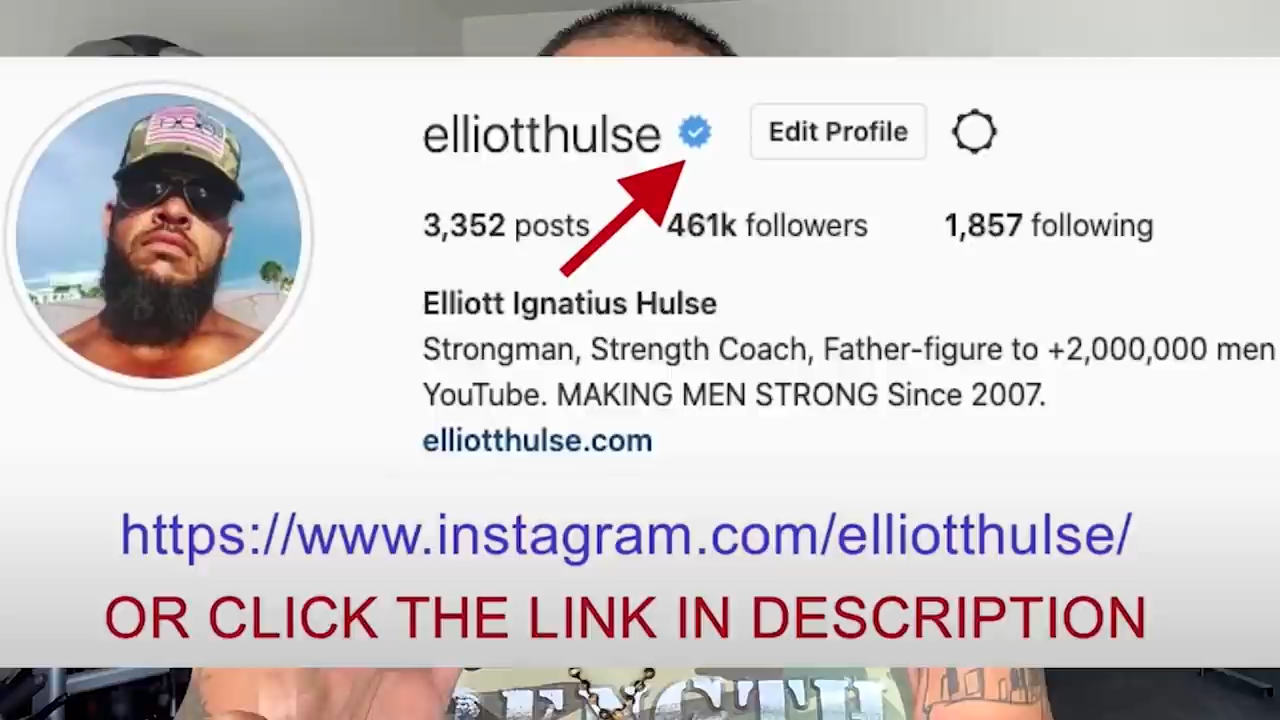 elliotthulse Edit Profile
3,352 posts 461k followers 1,857 following
Elliott Ignatius Hulse
Strongman, Strength Coach, Father-figure to +2,000,000 men
YouTube. MAKING MEN STRONG Since 2007.
elliotthulse.com
https://www.instagram.com/elliotthulse/
OR CLICK THE LINK IN DESCRIPTION